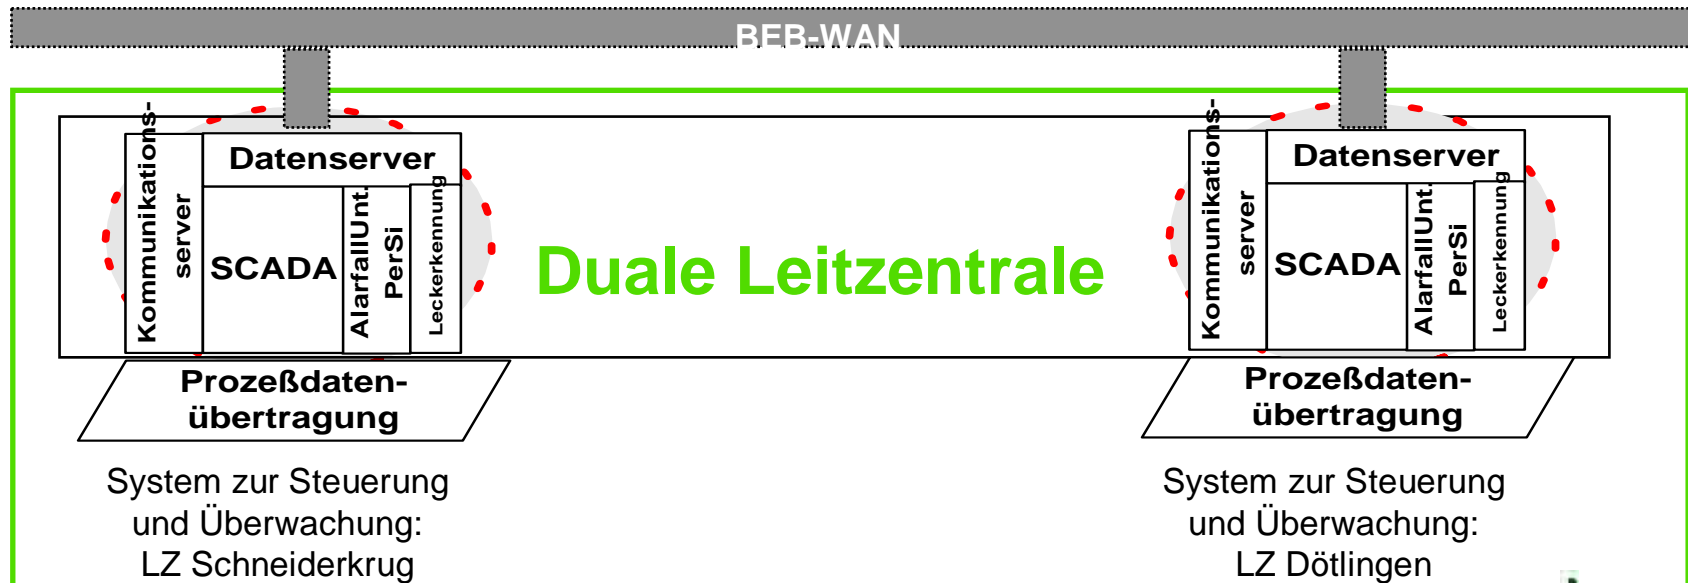 BEB-WAN
Kommunikations-
server
Datenserver
SCADA
AlarfallUnt.
PerSi
Leckerkennung
Duale Leitzentrale
Kommunikations-
server
Datenserver
SCADA
AlarfallUnt.
PerSi
Leckerkennung
Prozeßdaten-
übertragung
Prozeßdaten-
übertragung
System zur Steuerung
und Überwachung:
LZ Schneiderkrug
System zur Steuerung
und Überwachung:
LZ Dötlingen